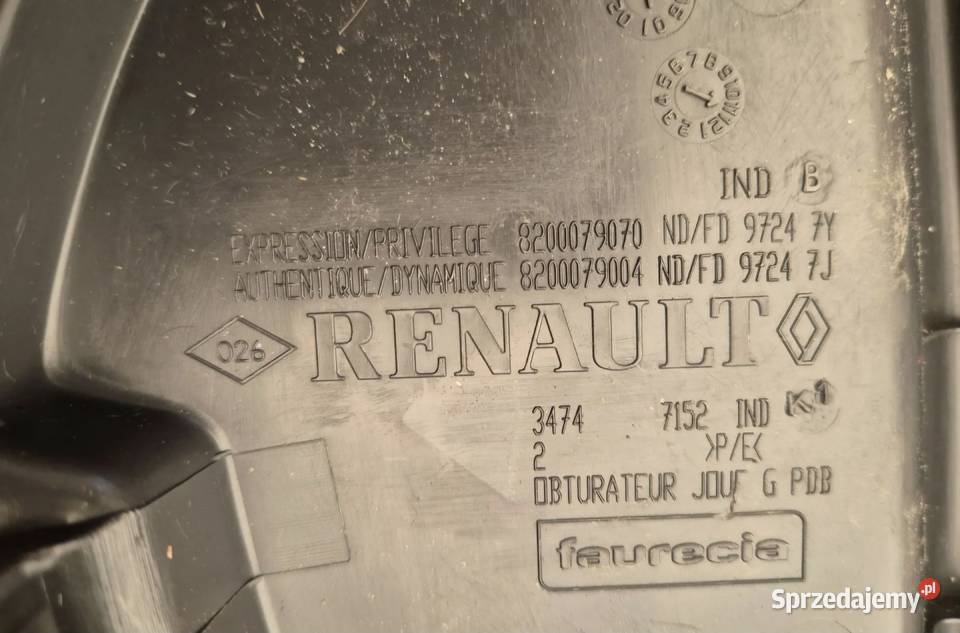 IND B
EXPRESSION/PRIVILEGE 8200079070 ND/FD 9724 7Y
AUTHENTIQUE/DYNAMIQUE 8200079004 ND/FD 9724 7J
026 RENAULT
3474 7152 IND K1
2 >P/E<
OBTURATEUR JOUE G PDB
faurecia
Sprzedajemy.pl